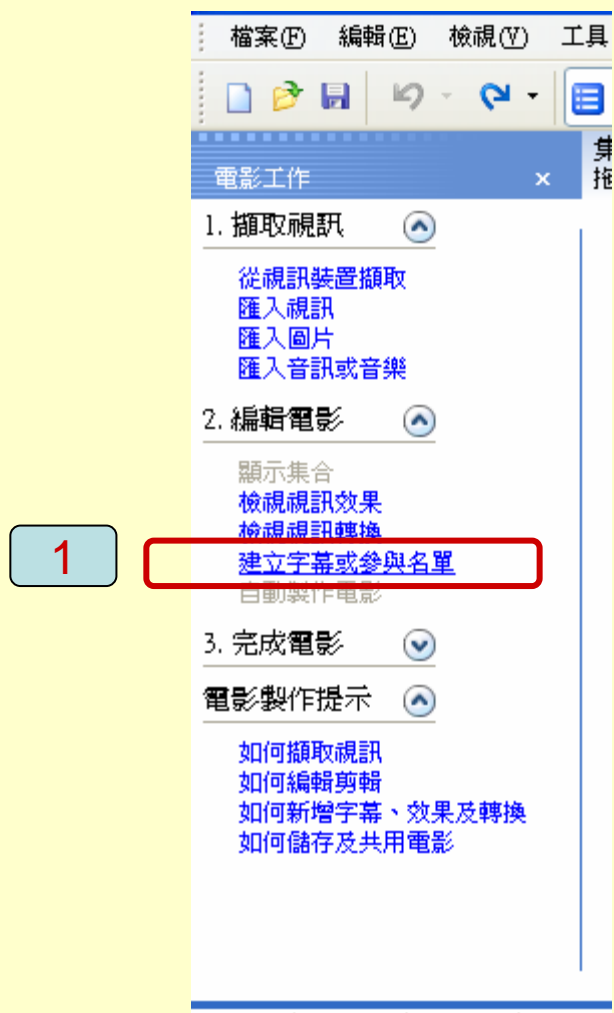 檔案(F) 編輯(E) 檢視(V) 工具
集
電影工作 × 拖
1. 擷取視訊
從視訊裝置擷取
匯入視訊
匯入圖片
匯入音訊或音樂
2. 編輯電影
顯示集合
檢視視訊效果
檢視視訊轉換
1
建立字幕或參與名單
自動製作電影
3. 完成電影
電影製作提示
如何擷取視訊
如何編輯剪輯
如何新增字幕、效果及轉換
如何儲存及共用電影